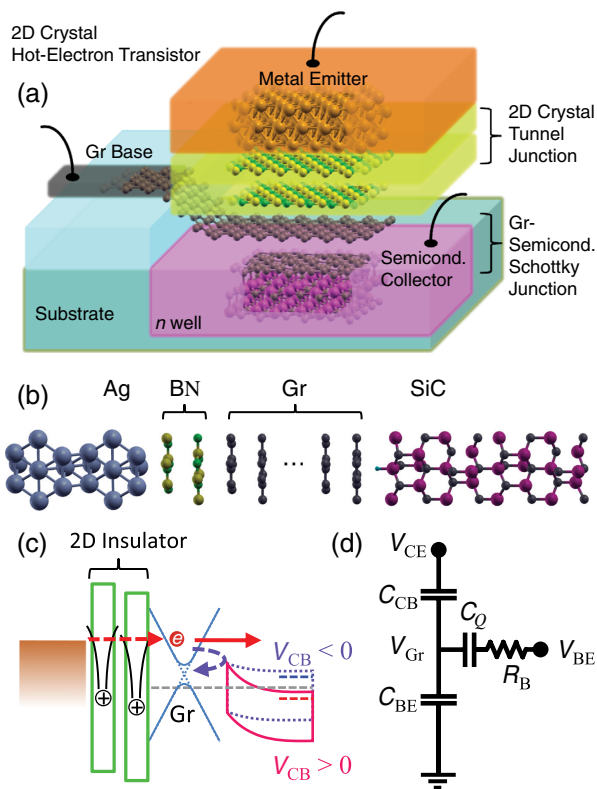 2D Crystal
Hot-Electron Transistor
(a)
Metal Emitter
2D Crystal
Tunnel
Junction
Gr Base
Gr-
Semicond.
Schottky
Junction
Semicond.
Collector
Substrate
n well
(b)
Ag
BN
Gr
SiC
...
(c)
2D Insulator
e
+
+
Gr
V_CB < 0
V_CB > 0
(d)
V_CE
C_CB
C_Q
V_Gr
V_BE
R_B
C_BE